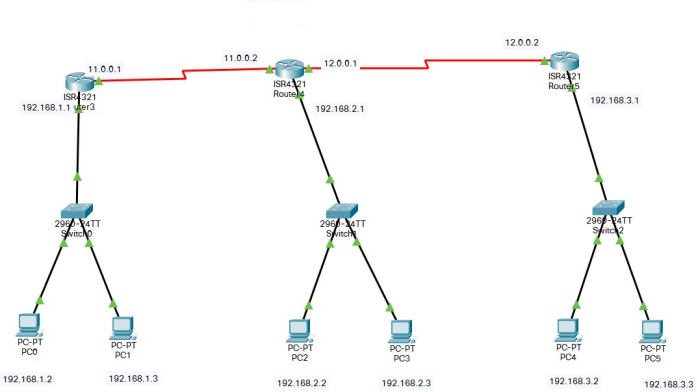 12.0.0.2
11.0.0.2
12.0.0.1
11.0.0.1
ISR4321
Router5
ISR4321
Router4
ISR4321
192.168.1.1
192.168.2.1
192.168.3.1
2960-24TT
Switch0
2960-24TT
2960-24TT
Switch2
PC-PT
PC0
PC-PT
PC1
PC-PT
PC2
PC-PT
PC3
PC-PT
PC4
PC-PT
PC5
192.168.1.2
192.168.1.3
192.168.2.2
192.168.2.3
192.168.3.2
192.168.3.3